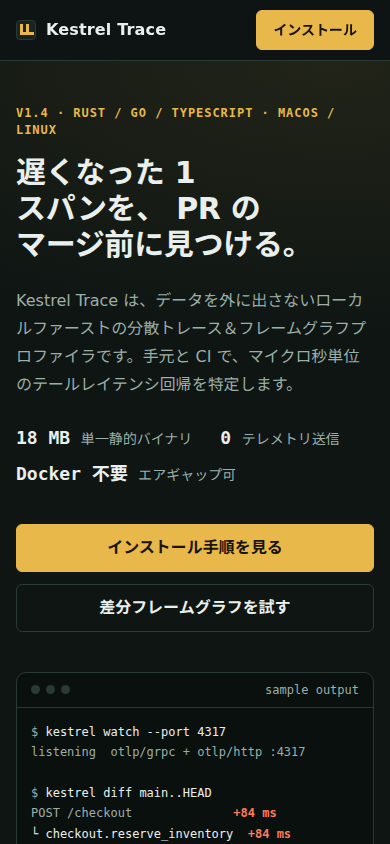 Kestrel Trace
インストール
V1.4 · RUST / GO / TYPESCRIPT · MACOS /
LINUX
遅くなった 1
スパンを、 PR の
マージ前に見つける。
Kestrel Trace は、データを外に出さないローカ
ルファーストの分散トレース＆フレームグラフプ
ロファイラです。手元と CI で、マイクロ秒単位
のテールレイテンシ回帰を特定します。
18 MB 単一静的バイナリ 0 テレメトリ送信
Docker 不要 エアギャップ可
インストール手順を見る
差分フレームグラフを試す
sample output
$ kestrel watch --port 4317
listening otlp/grpc + otlp/http :4317
$ kestrel diff main..HEAD
POST /checkout +84 ms
└ checkout.reserve_inventory +84 ms